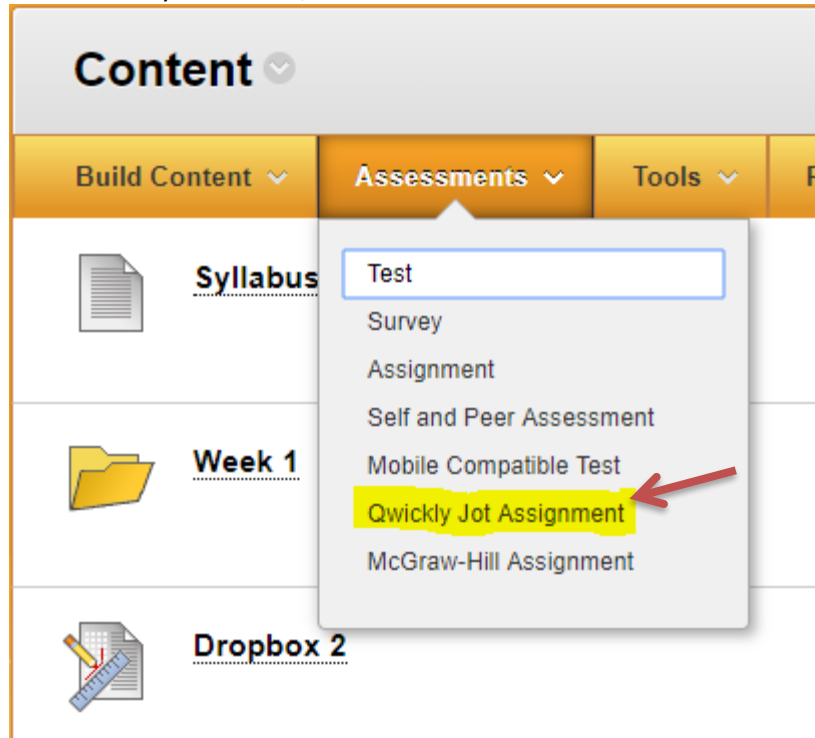 Content
Build Content Assessments Tools
Syllabus
Test
Survey
Assignment
Self and Peer Assessment
Week 1
Mobile Compatible Test
Qwickly Jot Assignment
McGraw-Hill Assignment
Dropbox 2